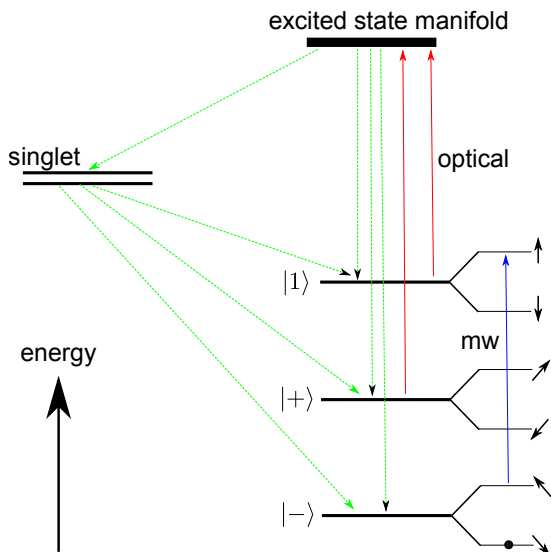 excited state manifold
singlet
optical
|1⟩
mw
energy
|+⟩
|−⟩